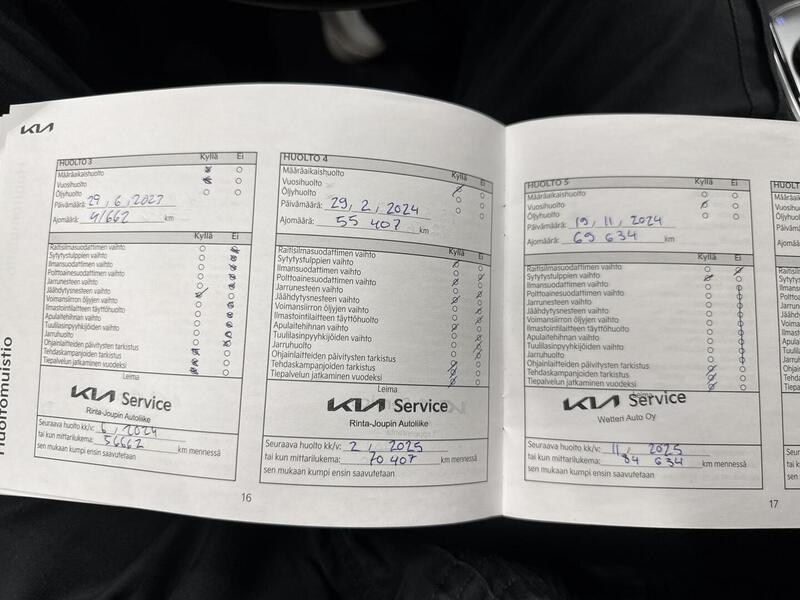 KIA
HUOLTO 3 Kyllä Ei
Määräaikaishuolto
Vuosihuolto
Öljyhuolto
Päivämäärä: 29, 6, 2023
Ajomäärä: 41662 km
Kyllä Ei
Raitisilmasuodattimen vaihto
Sytytystulppien vaihto
Ilmansuodattimen vaihto
Polttoainesuodattimen vaihto
Jarrunesteen vaihto
Jäähdytysnesteen vaihto
Voimansiirron öljyjen vaihto
Ilmastointilaitteen täyttöhuolto
Apulaitehihnan vaihto
Tuulilasinpyyhkijöiden vaihto
Jarruhuolto
Ohjainlaitteiden päivitysten tarkistus
Tehdaskampanjoiden tarkistus
Tiepalvelun jatkaminen vuodeksi
Leima
KIA Service
Rinta-Joupin Autoliike
Seuraava huolto kk/v: 6, 2024
tai kun mittarilukema: 56662 km mennessä
sen mukaan kumpi ensin saavutetaan
16
HUOLTO 4 Kyllä Ei
Määräaikaishuolto
Vuosihuolto
Öljyhuolto
Päivämäärä: 29, 2, 2024
Ajomäärä: 55 407 km
Kyllä Ei
Raitisilmasuodattimen vaihto
Sytytystulppien vaihto
Ilmansuodattimen vaihto
Polttoainesuodattimen vaihto
Jarrunesteen vaihto
Jäähdytysnesteen vaihto
Voimansiirron öljyjen vaihto
Ilmastointilaitteen täyttöhuolto
Apulaitehihnan vaihto
Tuulilasinpyyhkijöiden vaihto
Jarruhuolto
Ohjainlaitteiden päivitysten tarkistus
Tehdaskampanjoiden tarkistus
Tiepalvelun jatkaminen vuodeksi
Leima
KIA Service
Rinta-Joupin Autoliike
Seuraava huolto kk/v: 2, 2025
tai kun mittarilukema: 70 407 km mennessä
sen mukaan kumpi ensin saavutetaan
HUOLTO 5 Kyllä Ei
Määräaikaishuolto
Vuosihuolto
Öljyhuolto
Päivämäärä: 19, 11, 2024
Ajomäärä: 69 634 km
Kyllä Ei
Raitisilmasuodattimen vaihto
Sytytystulppien vaihto
Ilmansuodattimen vaihto
Polttoainesuodattimen vaihto
Jarrunesteen vaihto
Jäähdytysnesteen vaihto
Voimansiirron öljyjen vaihto
Ilmastointilaitteen täyttöhuolto
Apulaitehihnan vaihto
Tuulilasinpyyhkijöiden vaihto
Jarruhuolto
Ohjainlaitteiden päivitysten tarkistus
Tehdaskampanjoiden tarkistus
Tiepalvelun jatkaminen vuodeksi
Leima
KIA Service
Wetteri Auto Oy
Seuraava huolto kk/v: 11, 2025
tai kun mittarilukema: 84 634 km mennessä
sen mukaan kumpi ensin saavutetaan
17
Huoltomuistio